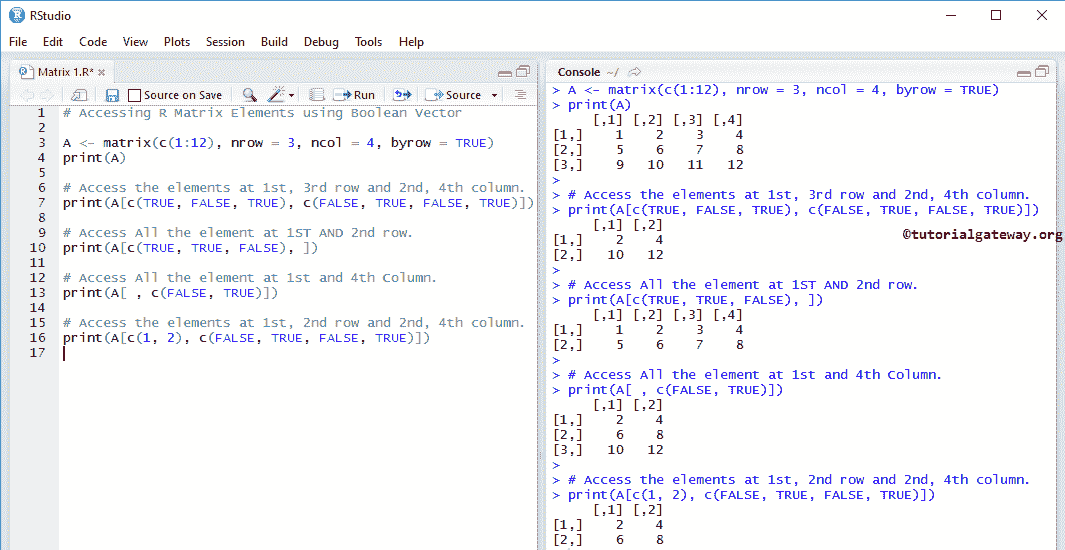 RStudio
File Edit Code View Plots Session Build Debug Tools Help
Matrix 1.R*
Source on Save Run Source
1 # Accessing R Matrix Elements using Boolean Vector
2
3 A <- matrix(c(1:12), nrow = 3, ncol = 4, byrow = TRUE)
4 print(A)
5
6 # Access the elements at 1st, 3rd row and 2nd, 4th column.
7 print(A[c(TRUE, FALSE, TRUE), c(FALSE, TRUE, FALSE, TRUE)])
8
9 # Access All the element at 1ST AND 2nd row.
10 print(A[c(TRUE, TRUE, FALSE), ])
11
12 # Access All the element at 1st and 4th Column.
13 print(A[ , c(FALSE, TRUE)])
14
15 # Access the elements at 1st, 2nd row and 2nd, 4th column.
16 print(A[c(1, 2), c(FALSE, TRUE, FALSE, TRUE)])
17
Console ~/
> A <- matrix(c(1:12), nrow = 3, ncol = 4, byrow = TRUE)
> print(A)
[,1] [,2] [,3] [,4]
[1,] 1 2 3 4
[2,] 5 6 7 8
[3,] 9 10 11 12
>
> # Access the elements at 1st, 3rd row and 2nd, 4th column.
> print(A[c(TRUE, FALSE, TRUE), c(FALSE, TRUE, FALSE, TRUE)])
[,1] [,2]
[1,] 2 4
[2,] 10 12
©tutorialgateway.org
>
> # Access All the element at 1ST AND 2nd row.
> print(A[c(TRUE, TRUE, FALSE), ])
[,1] [,2] [,3] [,4]
[1,] 1 2 3 4
[2,] 5 6 7 8
>
> # Access All the element at 1st and 4th Column.
> print(A[ , c(FALSE, TRUE)])
[,1] [,2]
[1,] 2 4
[2,] 6 8
[3,] 10 12
>
> # Access the elements at 1st, 2nd row and 2nd, 4th column.
> print(A[c(1, 2), c(FALSE, TRUE, FALSE, TRUE)])
[,1] [,2]
[1,] 2 4
[2,] 6 8